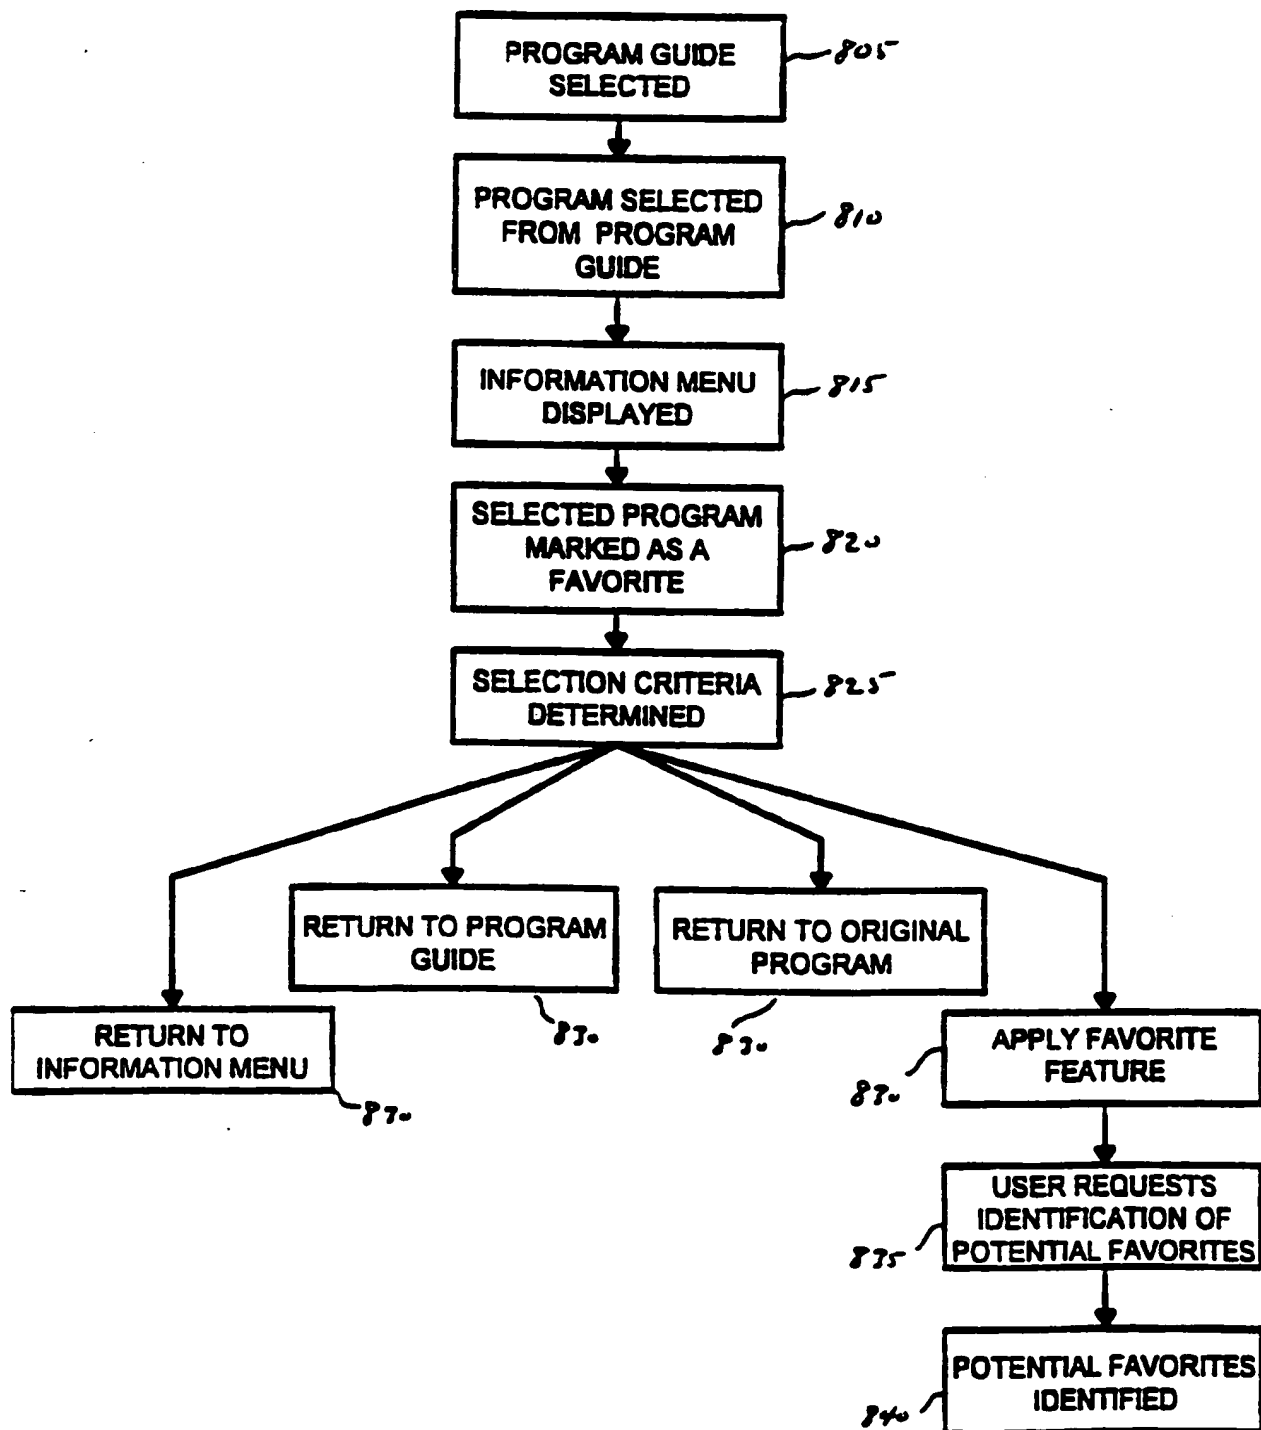 PROGRAM GUIDE
SELECTED
805
PROGRAM SELECTED
FROM PROGRAM
GUIDE
810
INFORMATION MENU
DISPLAYED
815
SELECTED PROGRAM
MARKED AS A
FAVORITE
820
SELECTION CRITERIA
DETERMINED
825
RETURN TO PROGRAM
GUIDE
830
RETURN TO ORIGINAL
PROGRAM
830
RETURN TO
INFORMATION MENU
830
APPLY FAVORITE
FEATURE
830
USER REQUESTS
IDENTIFICATION OF
POTENTIAL FAVORITES
835
POTENTIAL FAVORITES
IDENTIFIED
840